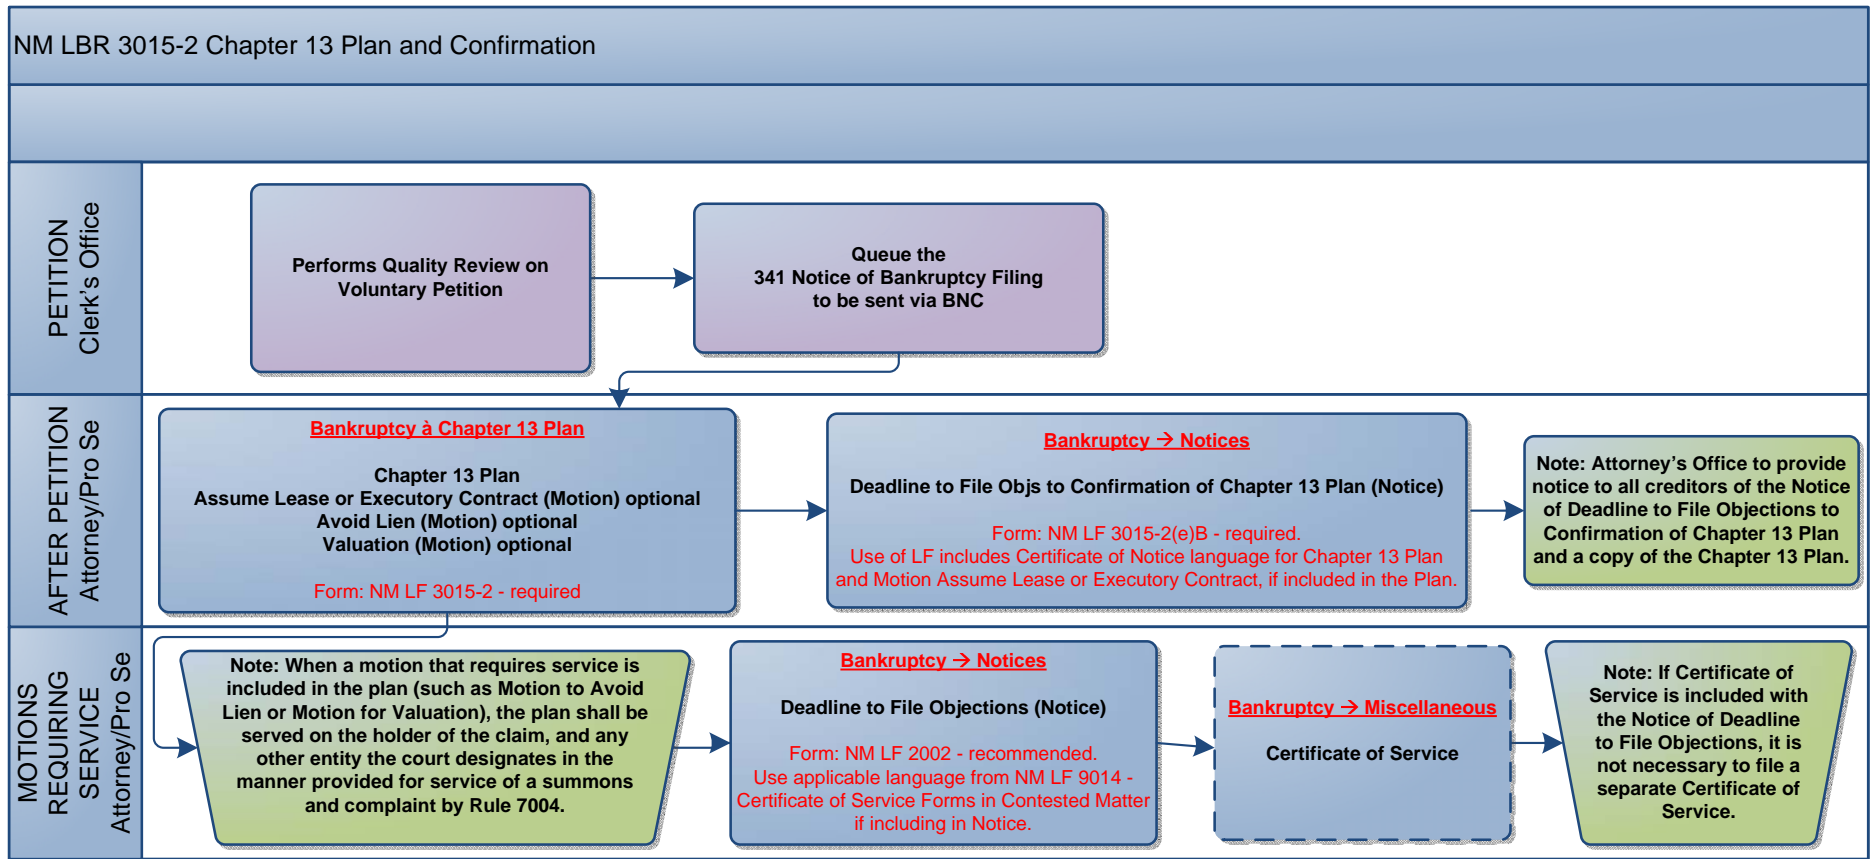 NM LBR 3015-2 Chapter 13 Plan and Confirmation
PETITION
Clerk's Office
Performs Quality Review on
Voluntary Petition
Queue the
341 Notice of Bankruptcy Filing
to be sent via BNC
AFTER PETITION
Attorney/Pro Se
Bankruptcy à Chapter 13 Plan
Chapter 13 Plan
Assume Lease or Executory Contract (Motion) optional
Avoid Lien (Motion) optional
Valuation (Motion) optional
Form: NM LF 3015-2 - required
Bankruptcy → Notices
Deadline to File Objs to Confirmation of Chapter 13 Plan (Notice)
Form: NM LF 3015-2(e)B - required.
Use of LF includes Certificate of Notice language for Chapter 13 Plan
and Motion Assume Lease or Executory Contract, if included in the Plan.
Note: Attorney's Office to provide
notice to all creditors of the Notice
of Deadline to File Objections to
Confirmation of Chapter 13 Plan
and a copy of the Chapter 13 Plan.
MOTIONS
REQUIRING
SERVICE
Attorney/Pro Se
Note: When a motion that requires service is
included in the plan (such as Motion to Avoid
Lien or Motion for Valuation), the plan shall be
served on the holder of the claim, and any
other entity the court designates in the
manner provided for service of a summons
and complaint by Rule 7004.
Bankruptcy → Notices
Deadline to File Objections (Notice)
Form: NM LF 2002 - recommended.
Use applicable language from NM LF 9014 -
Certificate of Service Forms in Contested Matter
if including in Notice.
Bankruptcy → Miscellaneous
Certificate of Service
Note: If Certificate of
Service is included with
the Notice of Deadline
to File Objections, it is
not necessary to file a
separate Certificate of
Service.